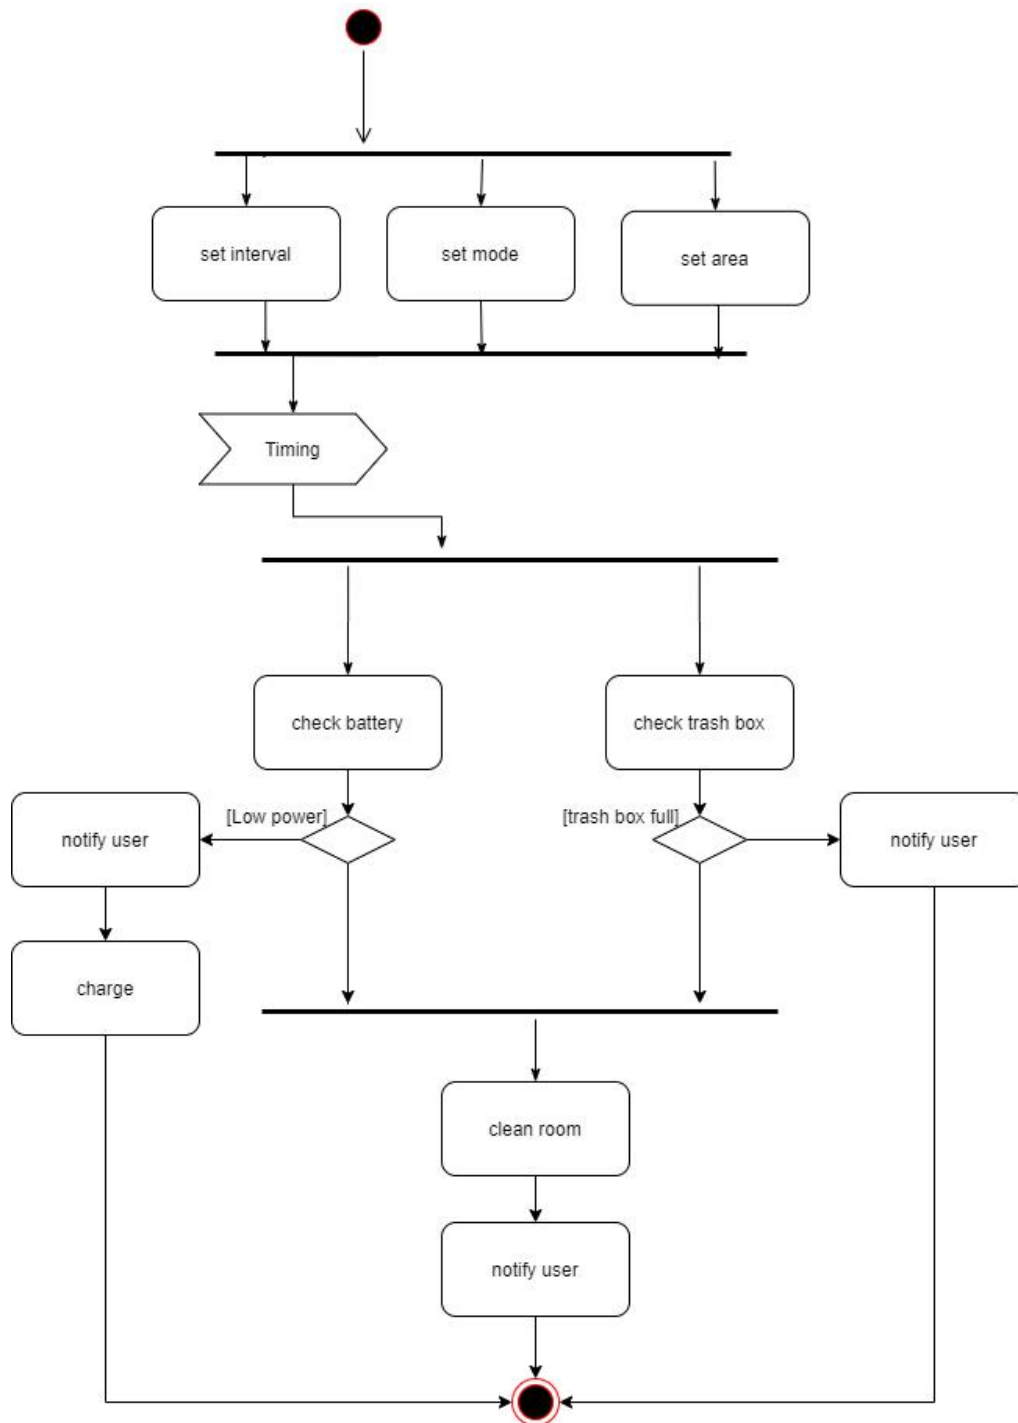 set interval
set mode
set area
Timing
check battery
check trash box
[Low power]
[trash box full]
notify user
notify user
charge
clean room
notify user